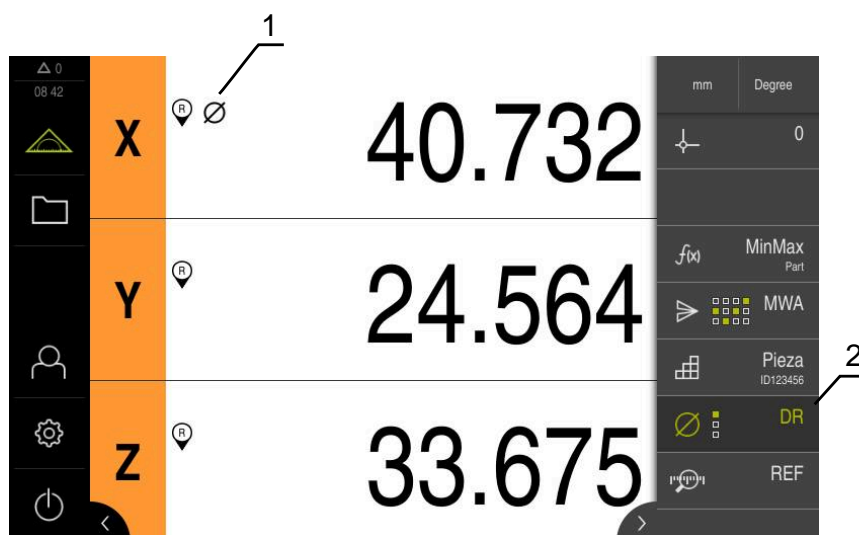 1
0
08 42
X
R
40.732
Y
R
24.564
Z
R
33.675
mm
Degree
0
f(x)
MinMax
Part
MWA
Pieza
ID123456
DR
REF
2